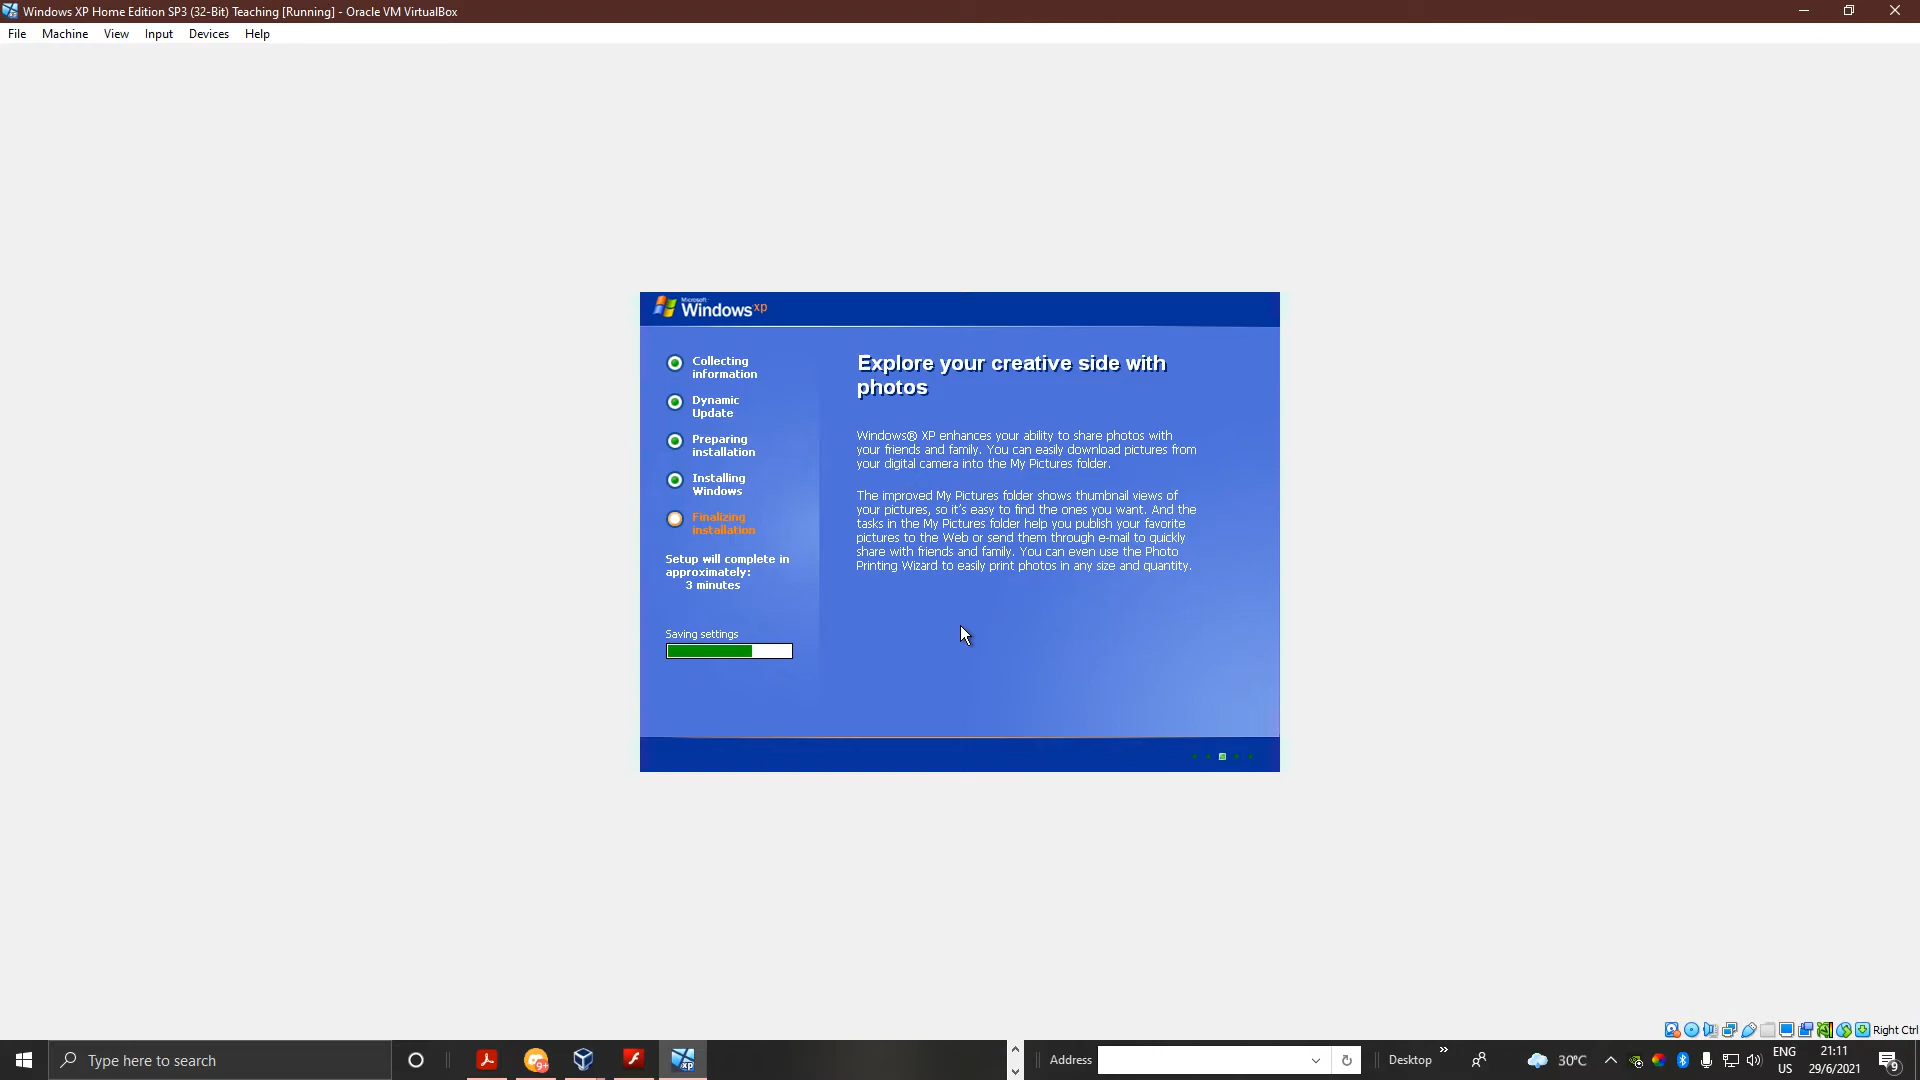 Windows XP Home Edition SP3 (32-Bit) Teaching [Running] - Oracle VM VirtualBox
File Machine View Input Devices Help
Microsoft
Windows xp
Collecting
information
Dynamic
Update
Preparing
installation
Installing
Windows
Finalizing
installation
Setup will complete in
approximately:
3 minutes
Saving settings
Explore your creative side with
photos
Windows® XP enhances your ability to share photos with
your friends and family. You can easily download pictures from
your digital camera into the My Pictures folder.
The improved My Pictures folder shows thumbnail views of
your pictures, so it's easy to find the ones you want. And the
tasks in the My Pictures folder help you publish your favorite
pictures to the Web or send them through e-mail to quickly
share with friends and family. You can even use the Photo
Printing Wizard to easily print photos in any size and quantity.
Right Ctrl
Type here to search
9+
xp
Address
Desktop
30°C
ENG
US
21:11
29/6/2021
9